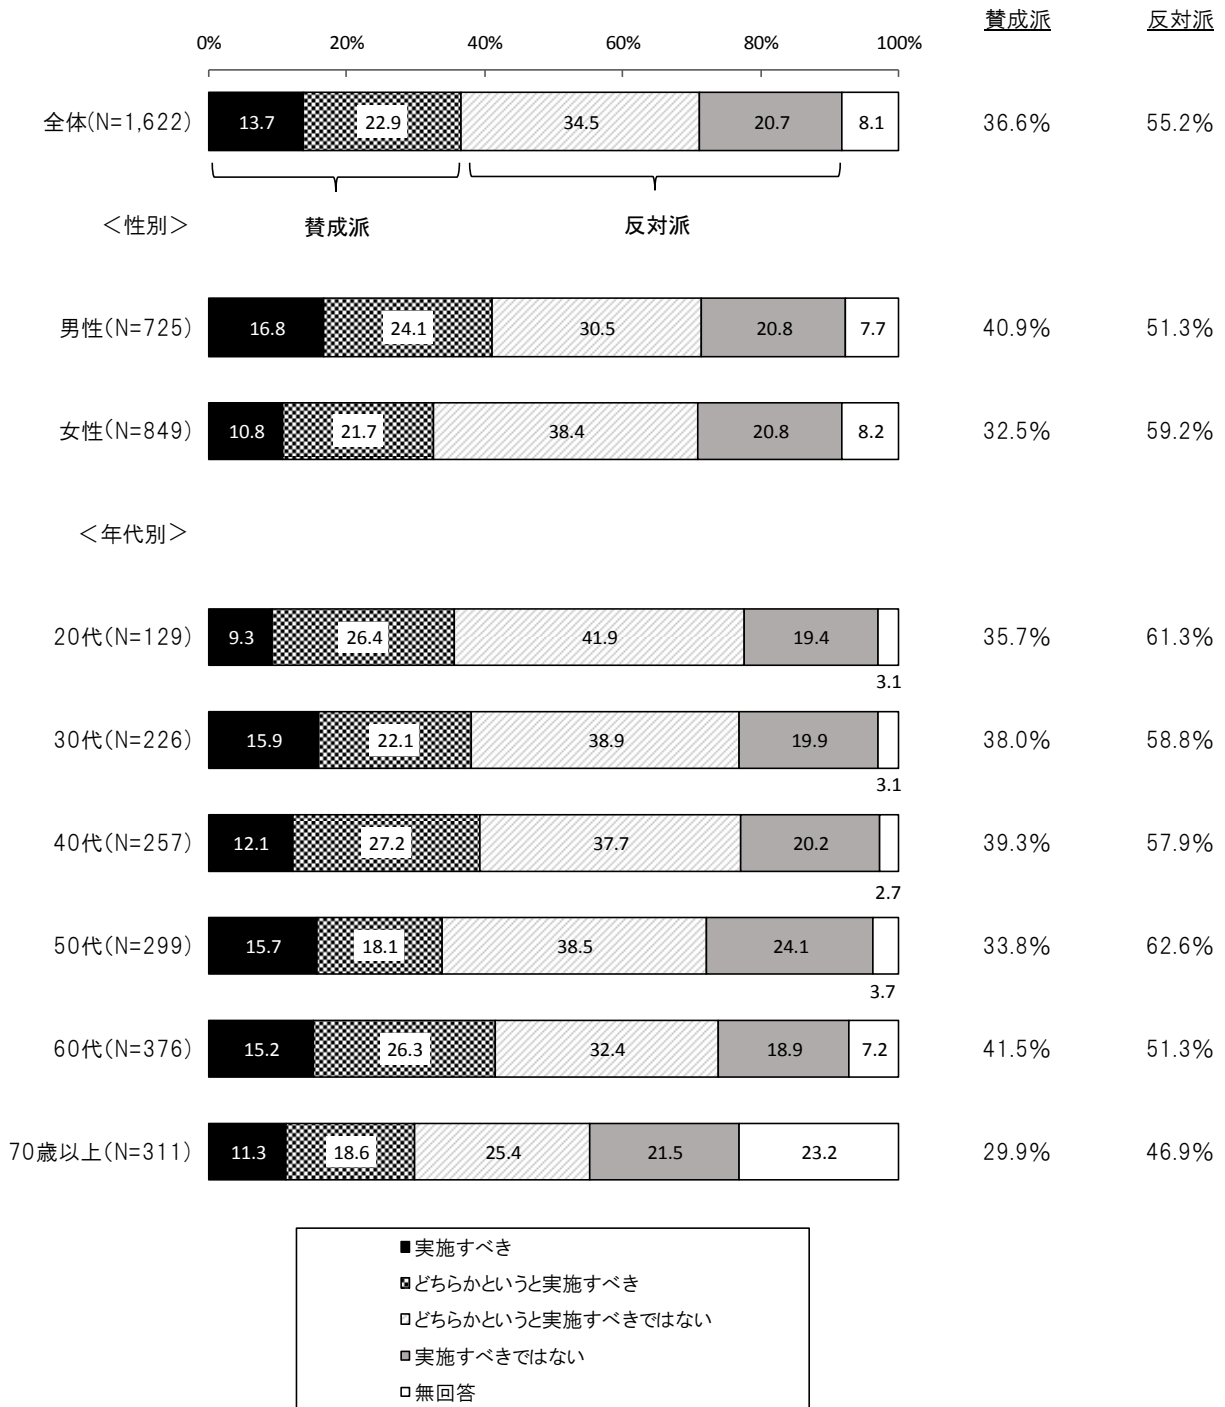 賛成派 反対派
0% 20% 40% 60% 80% 100%
全体(N=1,622) 13.7 22.9 34.5 20.7 8.1 36.6% 55.2%
＜性別＞ 賛成派 反対派
男性(N=725) 16.8 24.1 30.5 20.8 7.7 40.9% 51.3%
女性(N=849) 10.8 21.7 38.4 20.8 8.2 32.5% 59.2%
＜年代別＞
20代(N=129) 9.3 26.4 41.9 19.4 35.7% 61.3%
3.1
30代(N=226) 15.9 22.1 38.9 19.9 38.0% 58.8%
3.1
40代(N=257) 12.1 27.2 37.7 20.2 39.3% 57.9%
2.7
50代(N=299) 15.7 18.1 38.5 24.1 33.8% 62.6%
3.7
60代(N=376) 15.2 26.3 32.4 18.9 7.2 41.5% 51.3%
70歳以上(N=311) 11.3 18.6 25.4 21.5 23.2 29.9% 46.9%
実施すべき
どちらかというと実施すべき
どちらかというと実施すべきではない
実施すべきではない
無回答